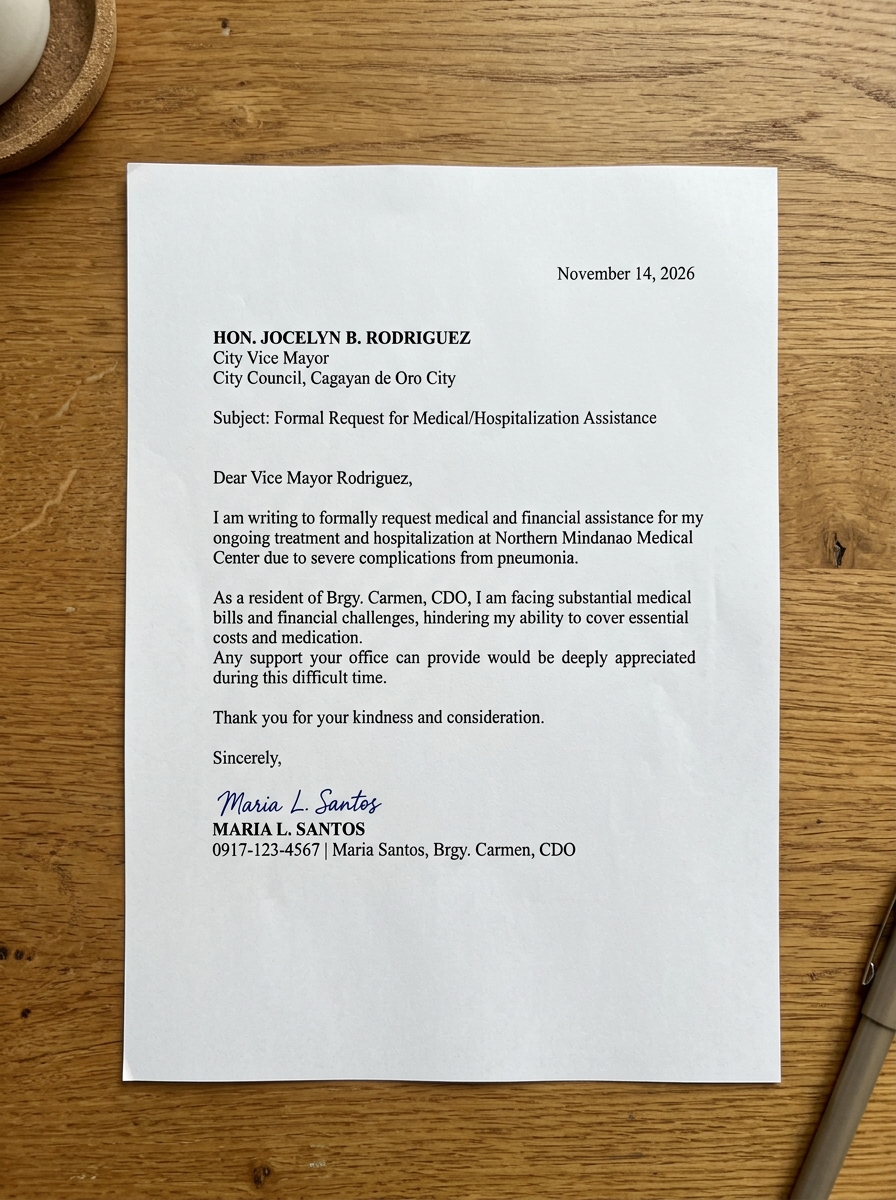 November 14, 2026
HON. JOCELYN B. RODRIGUEZ
City Vice Mayor
City Council, Cagayan de Oro City
Subject: Formal Request for Medical/Hospitalization Assistance
Dear Vice Mayor Rodriguez,
I am writing to formally request medical and financial assistance for my
ongoing treatment and hospitalization at Northern Mindanao Medical
Center due to severe complications from pneumonia.
As a resident of Brgy. Carmen, CDO, I am facing substantial medical
bills and financial challenges, hindering my ability to cover essential
costs and medication.
Any support your office can provide would be deeply appreciated
during this difficult time.
Thank you for your kindness and consideration.
Sincerely,
Maria L. Santos
MARIA L. SANTOS
0917-123-4567 | Maria Santos, Brgy. Carmen, CDO